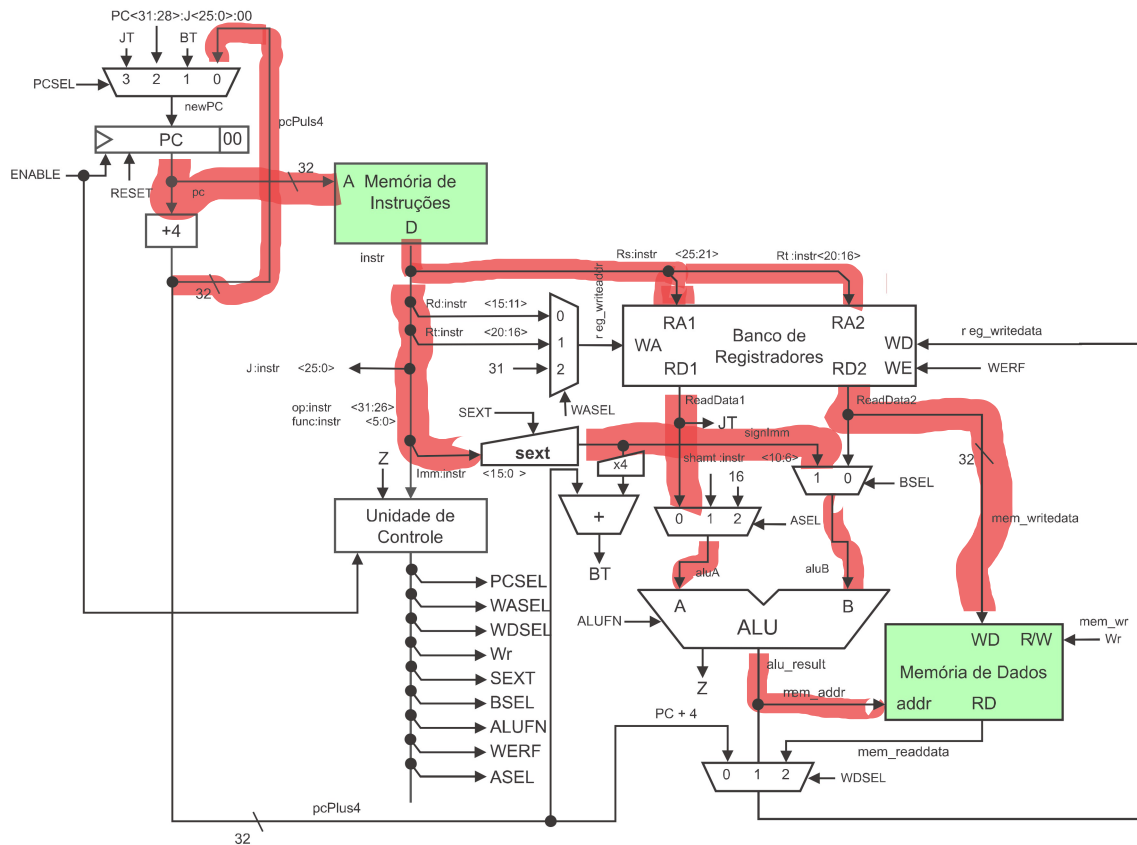 PC<31:28>:J<25:0>:00
JT
BT
PCSEL
3 2 1 0
newPC
pcPuls4
PC
00
ENABLE
RESET
pc
32
+4
32
A
Memória de
Instruções
D
instr
Rs:instr <25:21>
Rt :instr<20:16>
Rd:instr <15:11>
Rt:instr <20:16>
31
0
1
2
WASEL
r eg_writeaddr
RA1
RA2
Banco de
Registradores
WA
WD
WE
RD1
RD2
r eg_writedata
WERF
J:instr <25:0>
op:instr <31:26>
func:instr <5:0>
SEXT
sext
Imm:instr <15:0 >
ReadData1
ReadData2
JT
signImm
x4
shamt :instr <10:6>
16
1 0
BSEL
32
mem_writedata
Z
Unidade de
Controle
+
BT
0 1 2
ASEL
aluA
aluB
A
B
ALU
ALUFN
Z
alu_result
mem_addr
PCSEL
WASEL
WDSEL
Wr
SEXT
BSEL
ALUFN
WERF
ASEL
WD R/W
mem_wr
Wr
Memória de Dados
addr
RD
PC + 4
mem_readdata
0 1 2
WDSEL
pcPlus4
32